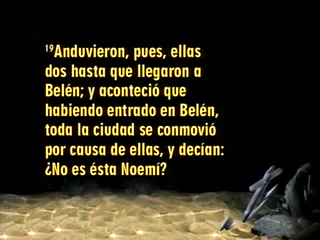 ¹⁹Anduvieron, pues, ellas
dos hasta que llegaron a
Belén; y aconteció que
habiendo entrado en Belén,
toda la ciudad se conmovió
por causa de ellas, y decían:
¿No es ésta Noemí?